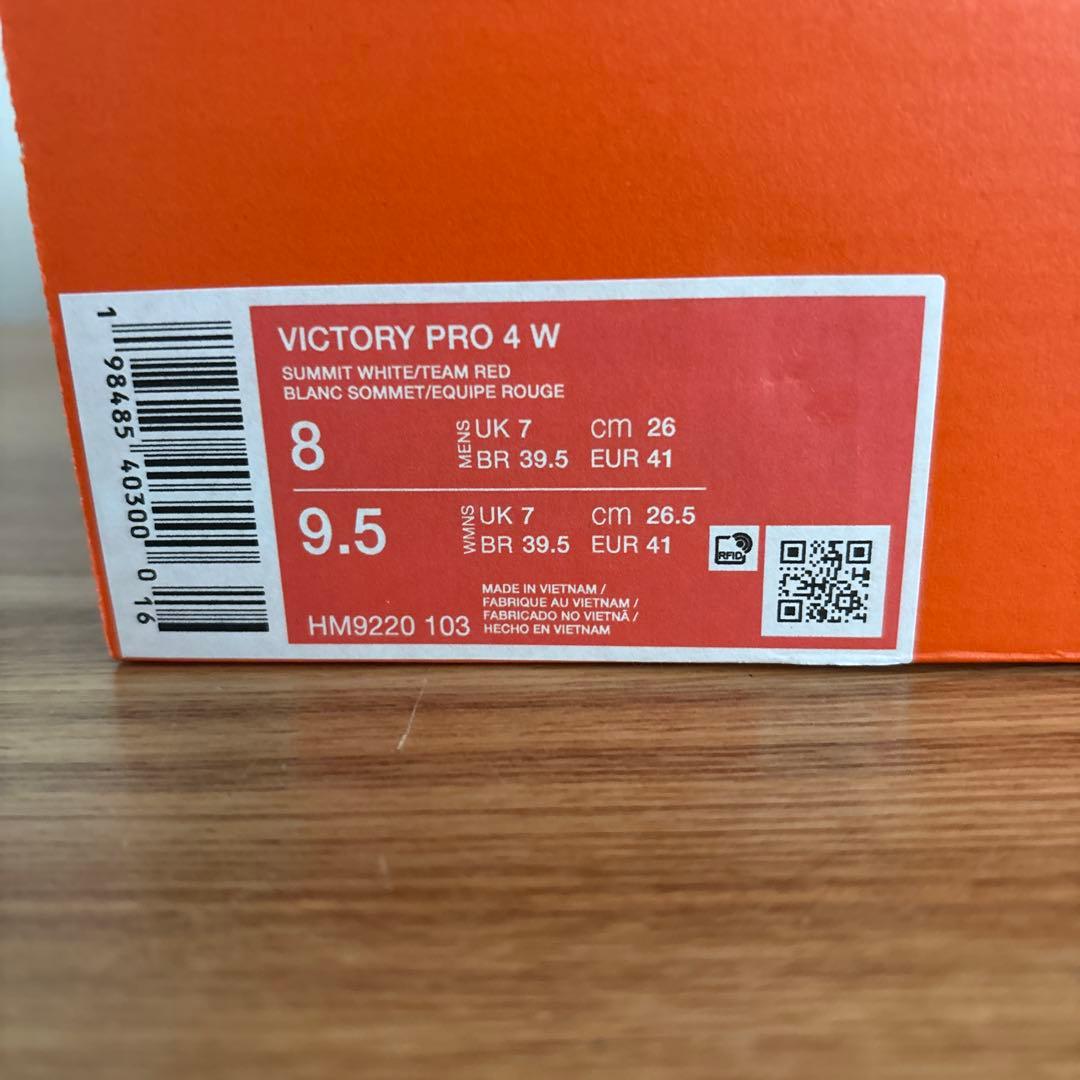 VICTORY PRO 4 W
SUMMIT WHITE/TEAM RED
BLANC SOMMET/EQUIPE ROUGE
8 MENS UK 7 cm 26
BR 39.5 EUR 41
9.5 WMNS UK 7 cm 26.5
BR 39.5 EUR 41
RFID
MADE IN VIETNAM /
FABRIQUE AU VIETNAM /
FABRICADO NO VIETNÃ /
HECHO EN VIETNAM
HM9220 103
1 98485 40300 0 16